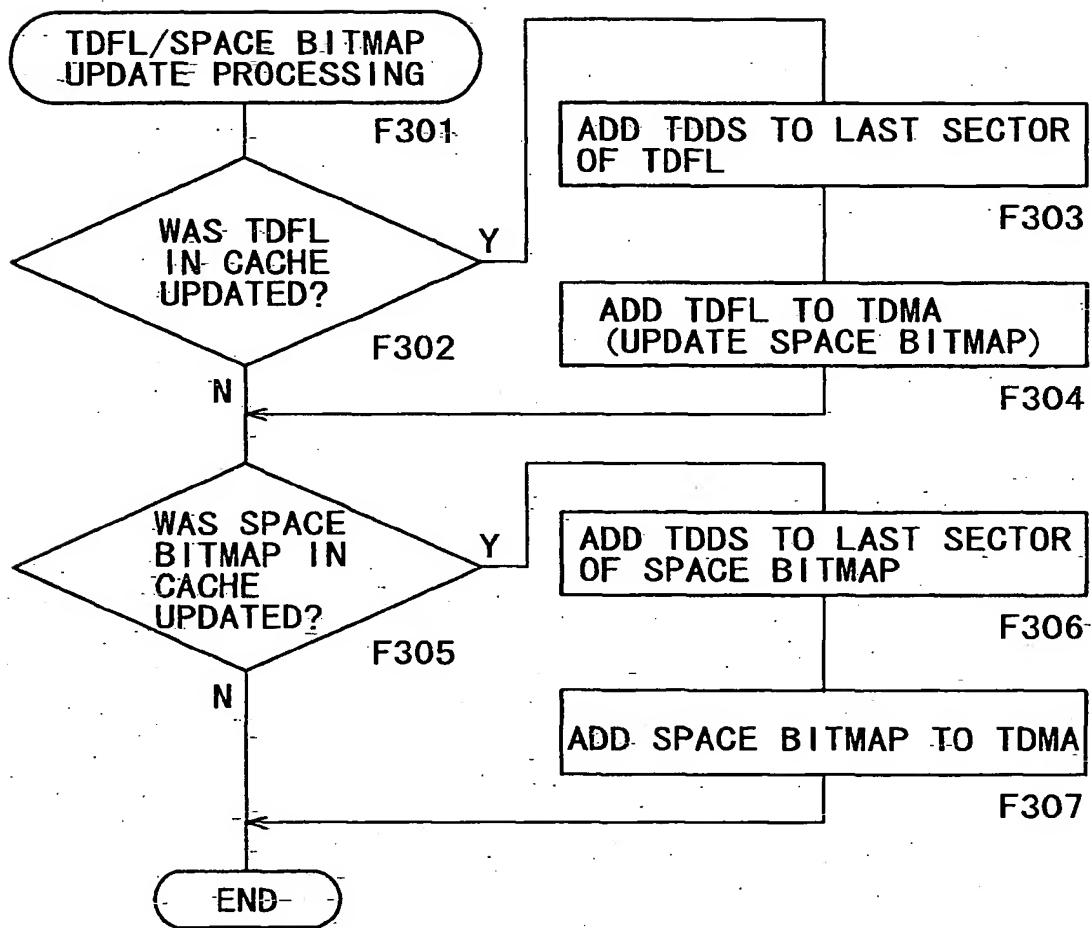 TDFL/SPACE BITMAP
UPDATE PROCESSING
F301
WAS TDFL
IN CACHE
UPDATED?
Y
F302
N
ADD TDDS TO LAST SECTOR
OF TDFL
F303
ADD TDFL TO TDMA
(UPDATE SPACE BITMAP)
F304
WAS SPACE
BITMAP IN
CACHE
UPDATED?
Y
F305
N
ADD TDDS TO LAST SECTOR
OF SPACE BITMAP
F306
ADD SPACE BITMAP TO TDMA
F307
END